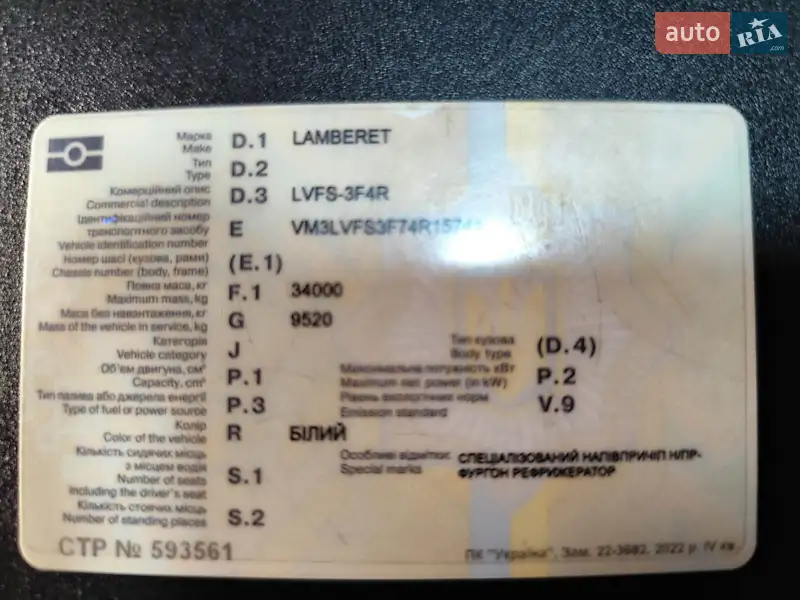 auto RIA .com
Марка D.1 LAMBERET
Make
Тип D.2
Type
Комерційний опис D.3 LVFS-3F4R
Commercial description
Ідентифікаційний номер E VM3LVFS3F74R1574
транспортного засобу
Vehicle identification number
Номер шасі (кузова, рами) (E.1)
Chassis number (body, frame)
Повна маса, кг F.1 34000
Maximum mass, kg
Маса без навантаження, кг G 9520
Mass of the vehicle in service, kg
Категорія J Тип кузова (D.4)
Vehicle category Body type
Об'єм двигуна, см³ P.1 Максимальна потужність кВт P.2
Capacity, cm³ Maximum net power (in kW)
Тип палива або джерела енергії P.3 Рівень екологічних норм V.9
Type of fuel or power source Emission standard
Колір R БІЛИЙ
Color of the vehicle
Кількість сидячих місць Особливі відмітки: СПЕЦІАЛІЗОВАНИЙ НАПІВПРИЧІП Н/ПР-
з місцем водія S.1 Special marks ФУРГОН РЕФРИЖЕРАТОР
Number of seats
including the driver's seat
Кількість стоячих місць S.2
Number of standing places
СТР № 593561 ПК "Україна", Зам. 22-3682, 2022 р. IV кв